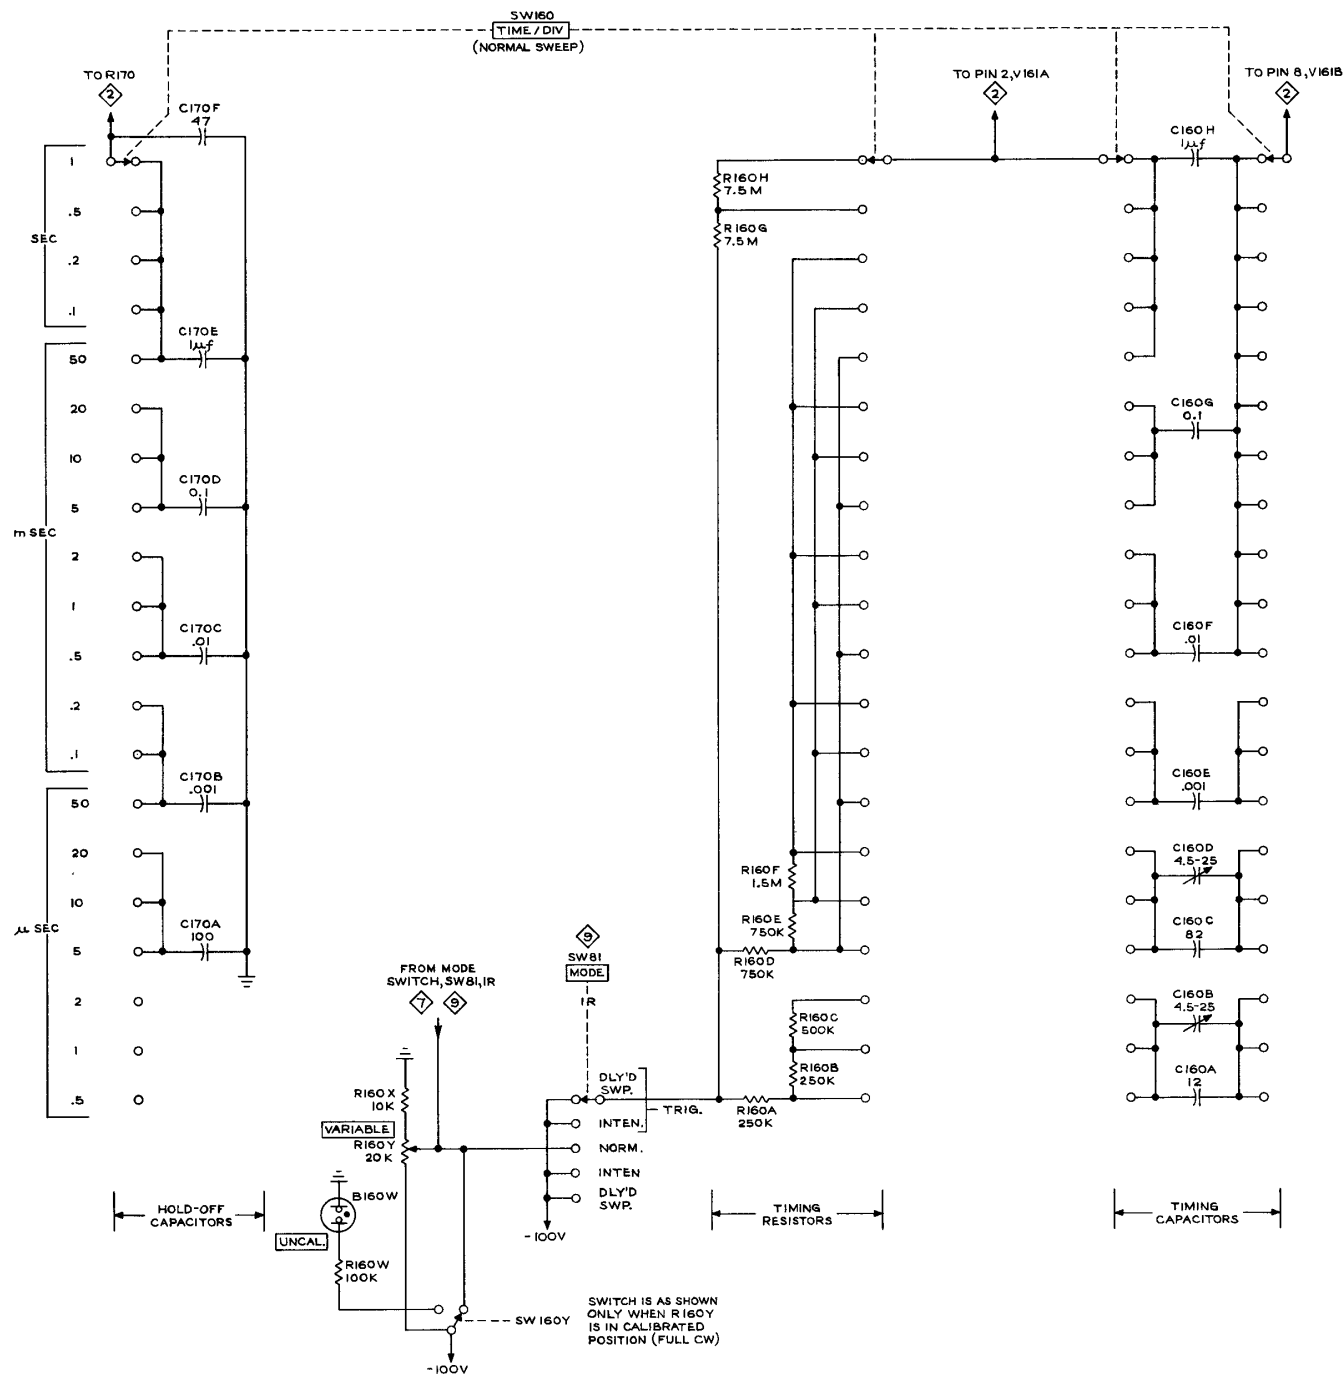 SW160
TIME/DIV
(NORMAL SWEEP)
TO R170
2
TO PIN 2, V161A
2
TO PIN 8, V161B
2
C170F
47
C160H
1µf
SEC
1
.5
.2
.1
R160H
7.5M
R160G
7.5M
C170E
1µf
m SEC
50
20
10
5
2
1
.5
.2
.1
C170D
0.1
C160G
0.1
C170C
.01
C160F
.01
C170B
.001
C160E
.001
µ SEC
50
20
10
5
2
1
.5
C170A
100
R160F
1.5M
R160E
750K
R160D
750K
C160D
4.5-25
C160C
82
FROM MODE
SWITCH, SW81, 1R
7
9
9
SW81
MODE
1R
R160C
500K
R160B
250K
R160A
250K
C160B
4.5-25
C160A
12
R160X
10K
VARIABLE
R160Y
20K
DLY'D
SWP.
INTEN.
TRIG.
NORM.
INTEN
DLY'D
SWP.
-100V
B160W
UNCAL.
R160W
100K
HOLD-OFF
CAPACITORS
TIMING
RESISTORS
TIMING
CAPACITORS
SW160Y
SWITCH IS AS SHOWN
ONLY WHEN R160Y
IS IN CALIBRATED
POSITION (FULL CW)
-100V